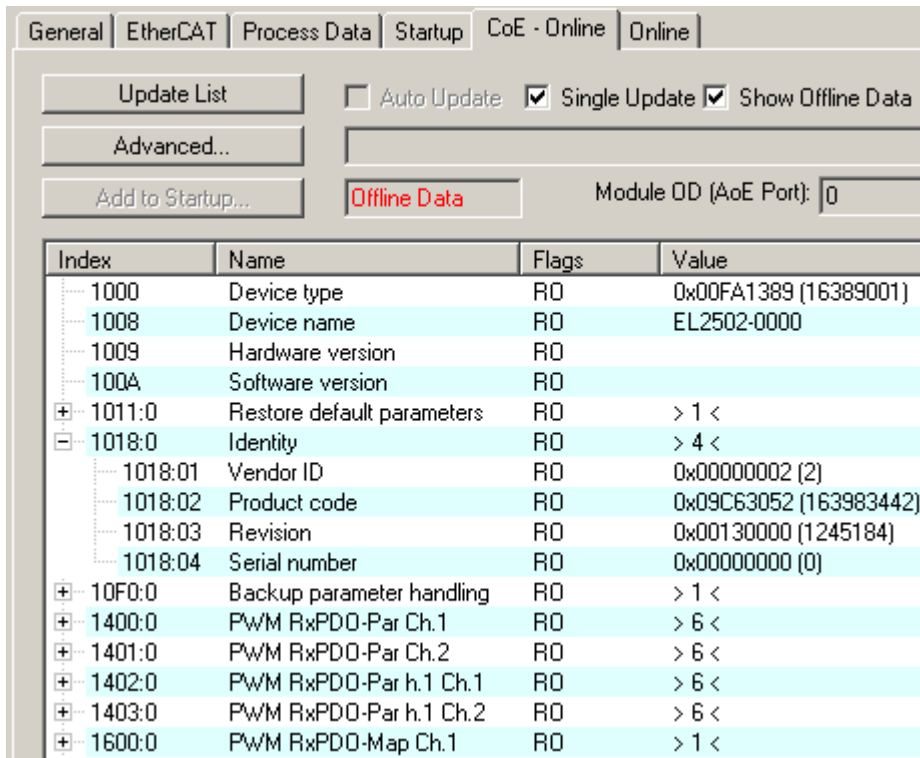 General EtherCAT Process Data Startup CoE - Online Online
Update List Auto Update Single Update Show Offline Data
Advanced...
Add to Startup... Offline Data Module OD (AoE Port): 0
Index Name Flags Value
1000 Device type RO 0x00FA1389 (16389001)
1008 Device name RO EL2502-0000
1009 Hardware version RO
100A Software version RO
1011:0 Restore default parameters RO > 1 <
1018:0 Identity RO > 4 <
1018:01 Vendor ID RO 0x00000002 (2)
1018:02 Product code RO 0x09C63052 (163983442)
1018:03 Revision RO 0x00130000 (1245184)
1018:04 Serial number RO 0x00000000 (0)
10F0:0 Backup parameter handling RO > 1 <
1400:0 PWM RxPDO-Par Ch.1 RO > 6 <
1401:0 PWM RxPDO-Par Ch.2 RO > 6 <
1402:0 PWM RxPDO-Par h.1 Ch.1 RO > 6 <
1403:0 PWM RxPDO-Par h.1 Ch.2 RO > 6 <
1600:0 PWM RxPDO-Map Ch.1 RO > 1 <